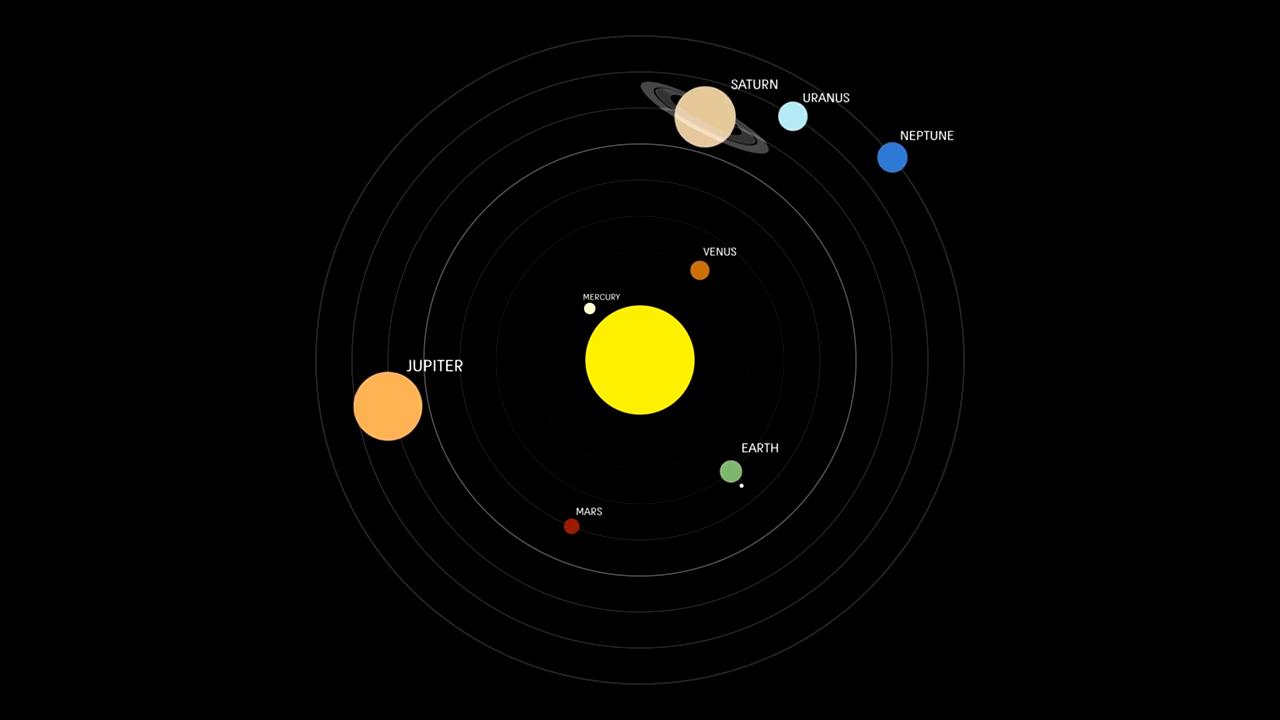 SATURN
URANUS
NEPTUNE
VENUS
MERCURY
JUPITER
EARTH
MARS